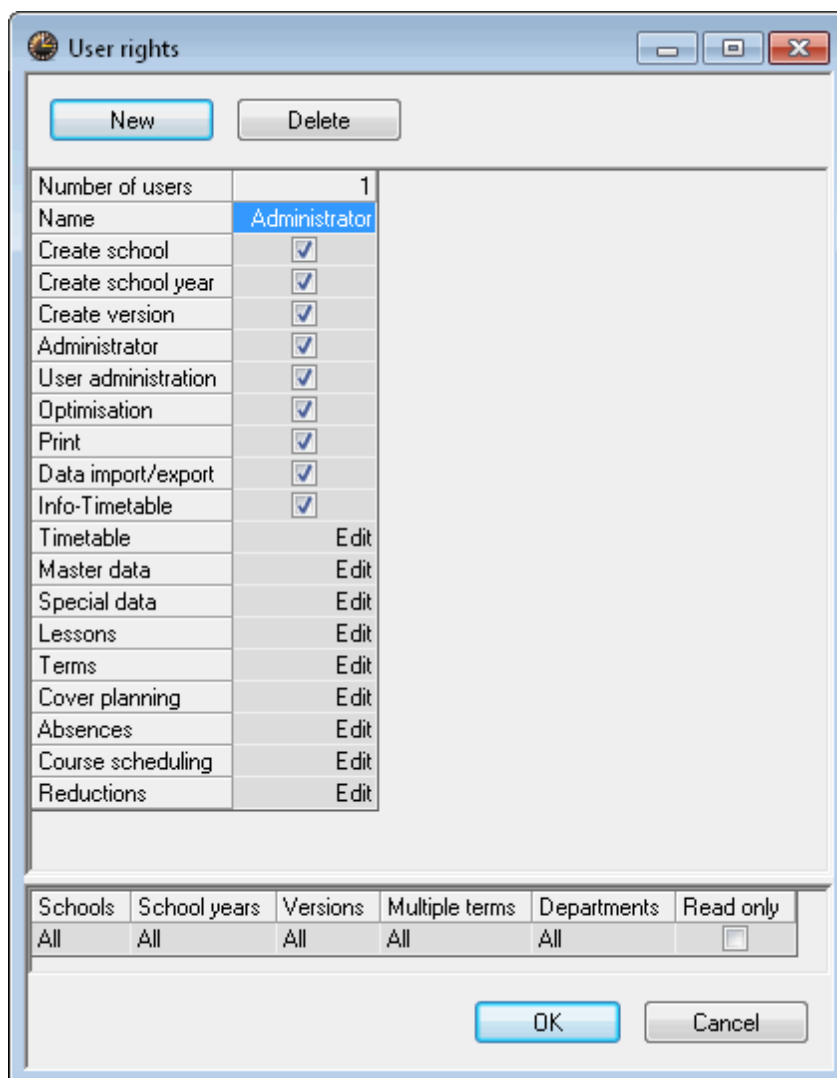 User rights
New Delete
Number of users 1
Name Administrator
Create school
Create school year
Create version
Administrator
User administration
Optimisation
Print
Data import/export
Info-Timetable
Timetable Edit
Master data Edit
Special data Edit
Lessons Edit
Terms Edit
Cover planning Edit
Absences Edit
Course scheduling Edit
Reductions Edit
Schools School years Versions Multiple terms Departments Read only
All All All All All
OK Cancel